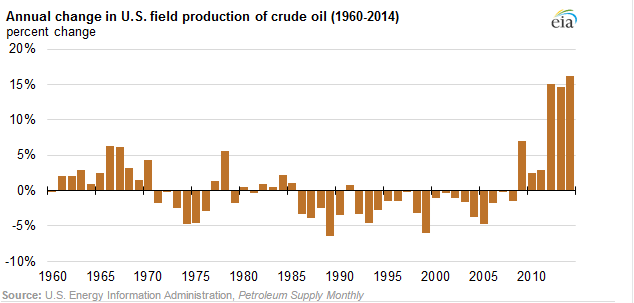 Annual change in U.S. field production of crude oil (1960-2014)
percent change
eia
20%
15%
10%
5%
0%
-5%
-10%
1960 1965 1970 1975 1980 1985 1990 1995 2000 2005 2010
Source: U.S. Energy Information Administration, Petroleum Supply Monthly